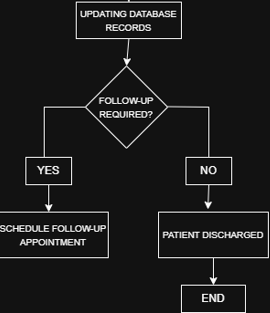 UPDATING DATABASE
RECORDS
FOLLOW-UP
REQUIRED?
YES
NO
SCHEDULE FOLLOW-UP
APPOINTMENT
PATIENT DISCHARGED
END